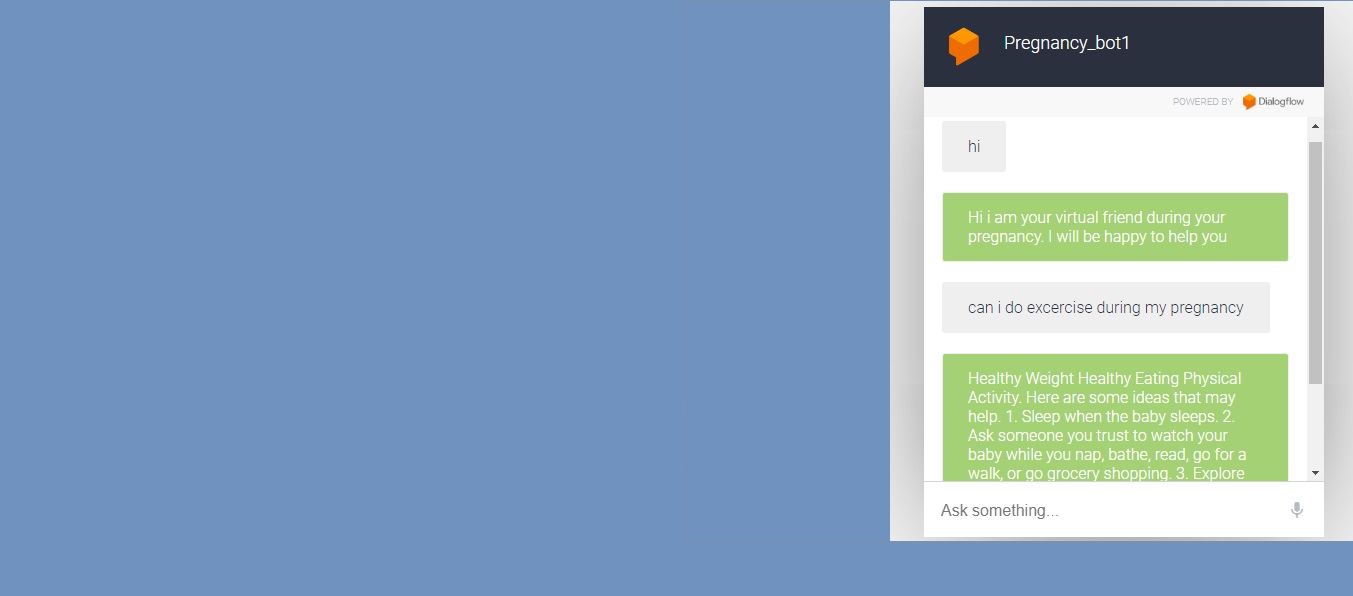 Pregnancy_bot1
POWERED BY Dialogflow
hi
Hi i am your virtual friend during your
pregnancy. I will be happy to help you
can i do excercise during my pregnancy
Healthy Weight Healthy Eating Physical
Activity. Here are some ideas that may
help. 1. Sleep when the baby sleeps. 2.
Ask someone you trust to watch your
baby while you nap, bathe, read, go for a
walk, or go grocery shopping. 3. Explore
Ask something...